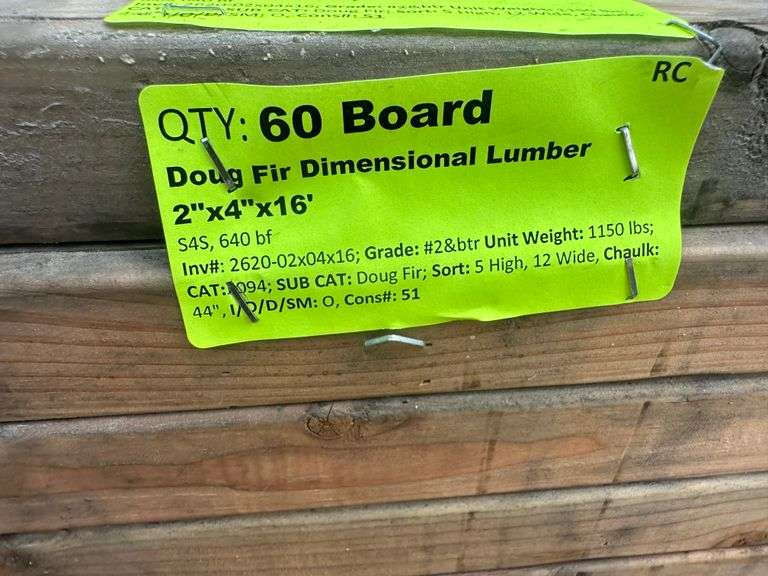 RC
QTY: 60 Board
Doug Fir Dimensional Lumber
2"x4"x16'
S4S, 640 bf
Inv#: 2620-02x04x16; Grade: #2&btr Unit Weight: 1150 lbs;
CAT: 094; SUB CAT: Doug Fir; Sort: 5 High, 12 Wide, Chaulk:
44", I/O/D/SM: O, Cons#: 51